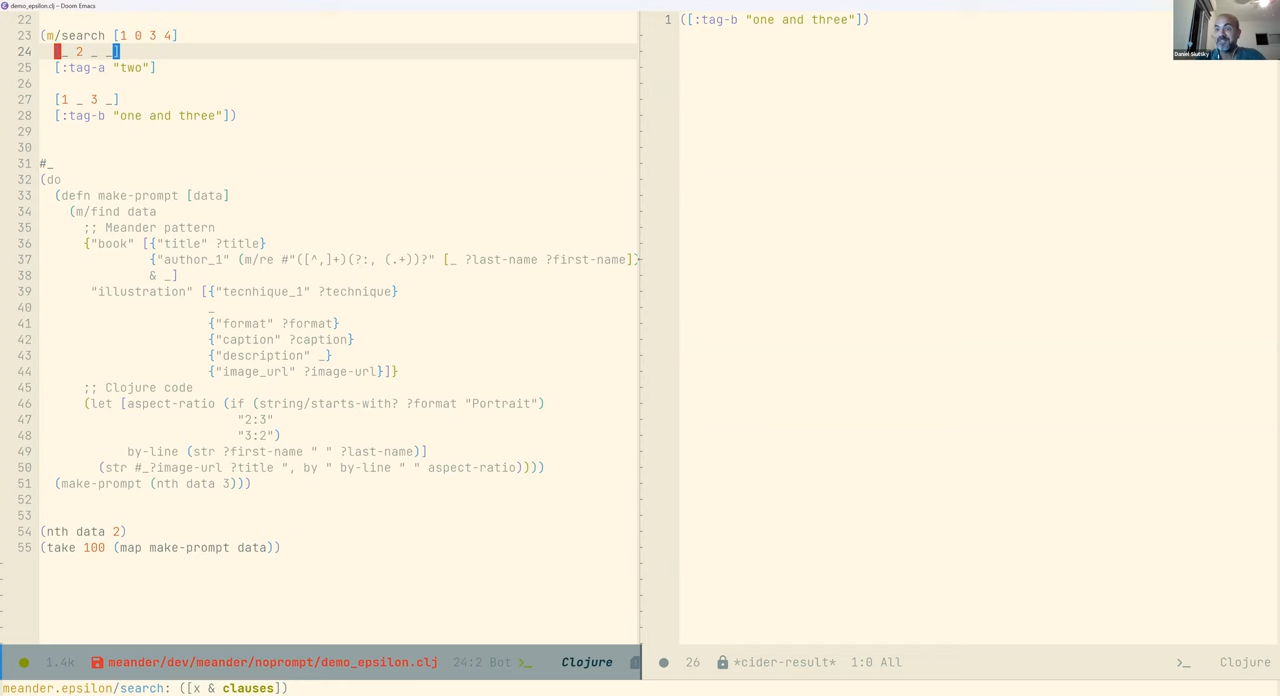 demo_epsilon.clj – Doom Emacs
22
23 (m/search [1 0 3 4]
24 [_ 2 _ _]
25 [:tag-a "two"]
26
27 [1 _ 3 _]
28 [:tag-b "one and three"])
29
30
31 #_
32 (do
33 (defn make-prompt [data]
34 (m/find data
35 ;; Meander pattern
36 {"book" [{"title" ?title}
37 {"author_1" (m/re #"([^,]+)(?:, (.+))?" [_ ?last-name ?first-name])
38 & _]
39 "illustration" [{"tecnhique_1" ?technique}
40 _
41 {"format" ?format}
42 {"caption" ?caption}
43 {"description" _}
44 {"image_url" ?image-url}]}
45 ;; Clojure code
46 (let [aspect-ratio (if (string/starts-with? ?format "Portrait")
47 "2:3"
48 "3:2")
49 by-line (str ?first-name " " ?last-name)]
50 (str #_?image-url ?title ", by " by-line " " aspect-ratio))))
51 (make-prompt (nth data 3)))
52
53
54 (nth data 2)
55 (take 100 (map make-prompt data))
1.4k meander/dev/meander/noprompt/demo_epsilon.clj 24:2 Bot Clojure
meander.epsilon/search: ([x & clauses])
1 ([:tag-b "one and three"])
26 *cider-result* 1:0 All Clojure
Daniel Slutsky